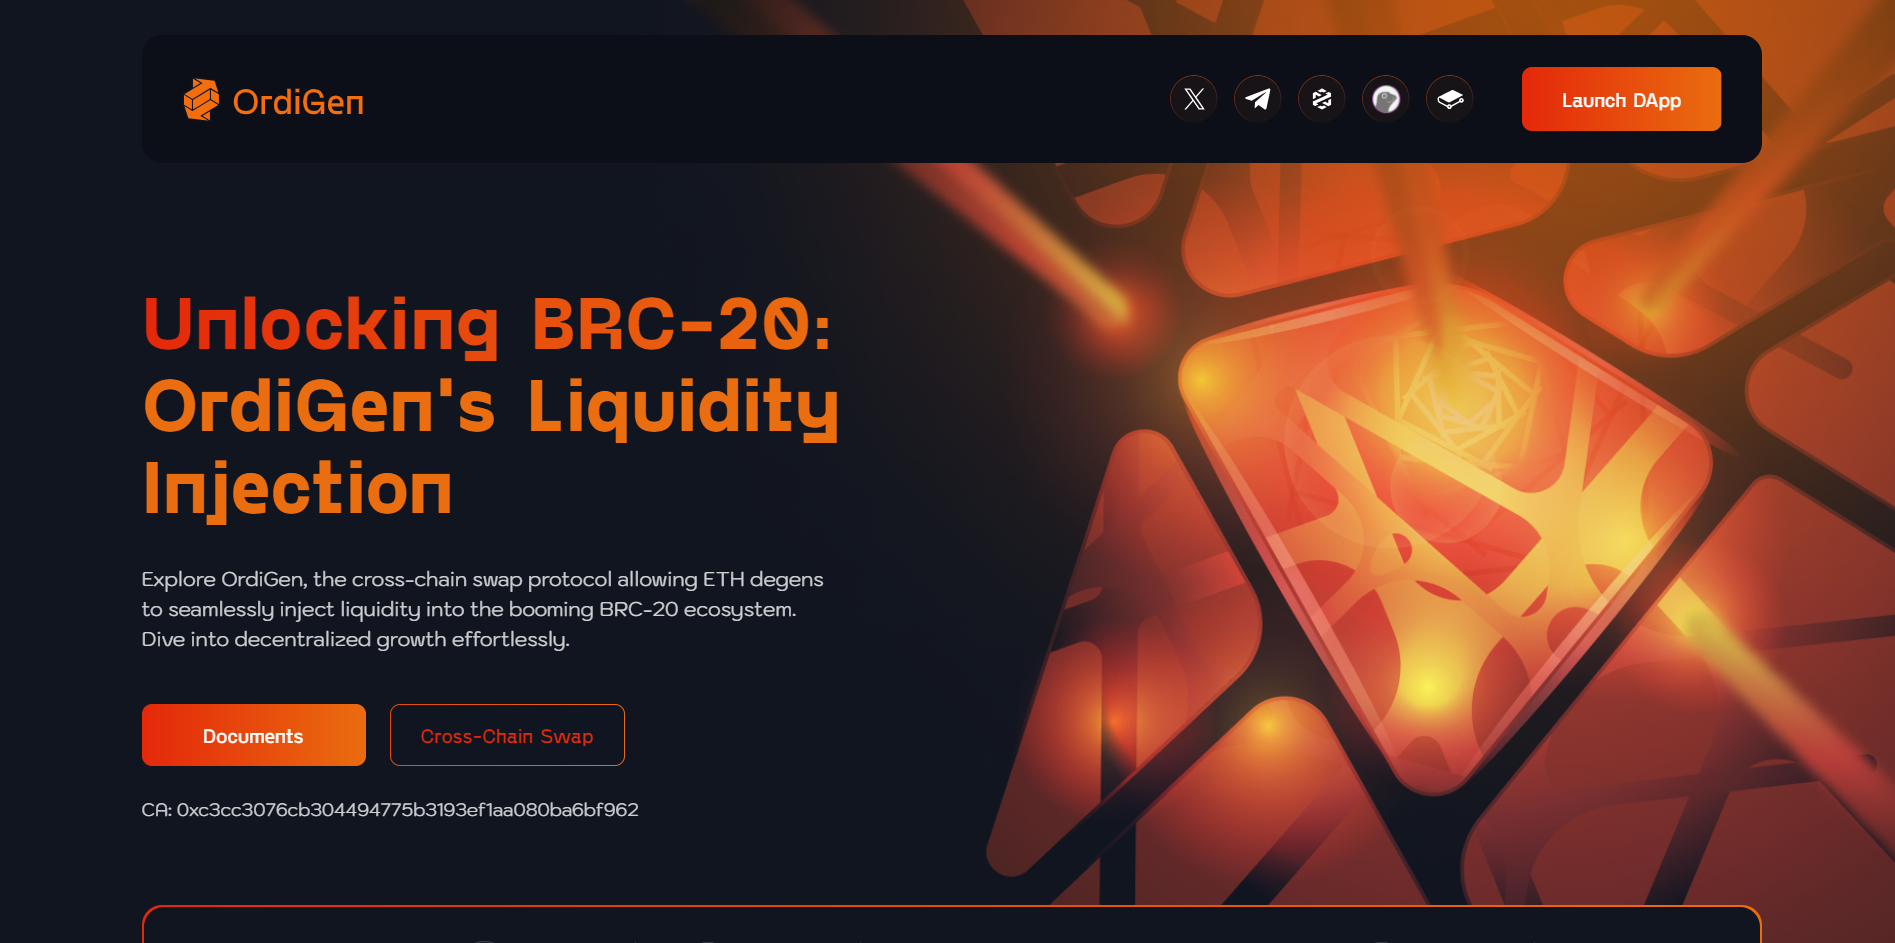 OrdiGen
Launch DApp
Unlocking BRC-20:
OrdiGen's Liquidity
Injection
Explore OrdiGen, the cross-chain swap protocol allowing ETH degens
to seamlessly inject liquidity into the booming BRC-20 ecosystem.
Dive into decentralized growth effortlessly.
Documents
Cross-Chain Swap
CA: 0xc3cc3076cb304494775b3193ef1aa080ba6bf962